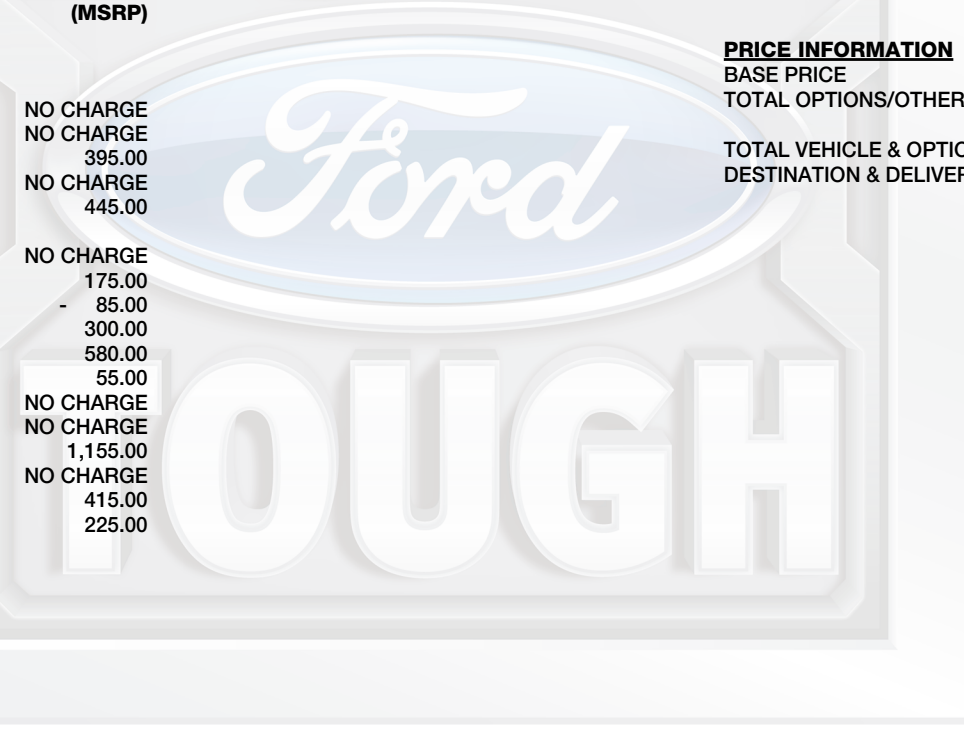 (MSRP)
NO CHARGE
NO CHARGE
395.00
NO CHARGE
445.00
NO CHARGE
175.00
- 85.00
300.00
580.00
55.00
NO CHARGE
NO CHARGE
1,155.00
NO CHARGE
415.00
225.00
PRICE INFORMATION
BASE PRICE
TOTAL OPTIONS/OTHER
TOTAL VEHICLE & OPTIO
DESTINATION & DELIVER
Ford
TOUGH